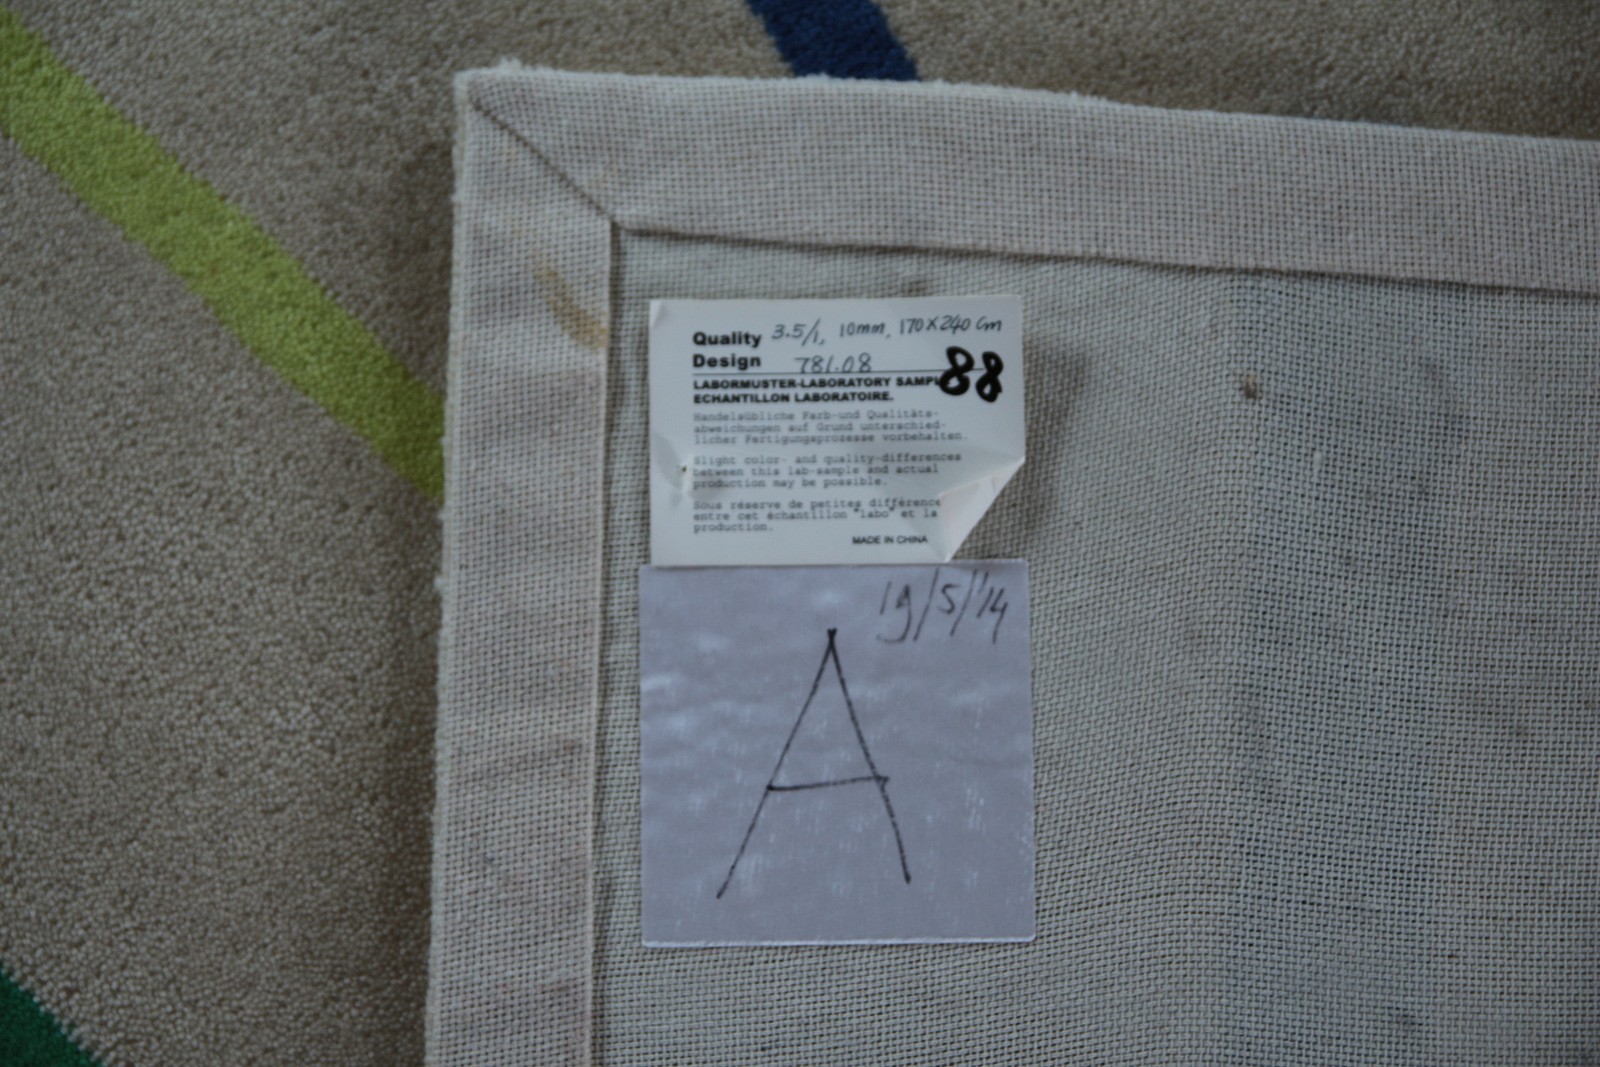 Quality 3.5/1, 10mm, 170X240 cm
Design 781.08
88
LABORMUSTER-LABORATORY SAMPL
ECHANTILLON LABORATOIRE.
Handelsübliche Farb-und Qualitäts-
abweichungen auf Grund unterschied-
licher Fertigungsprozesse vorbehalten.
Slight color- and quality-differences
between this lab-sample and actual
production may be possible.
Sous réserve de petites différence
entre cet échantillon "labo" et la
production.
MADE IN CHINA
19/5/'14
A